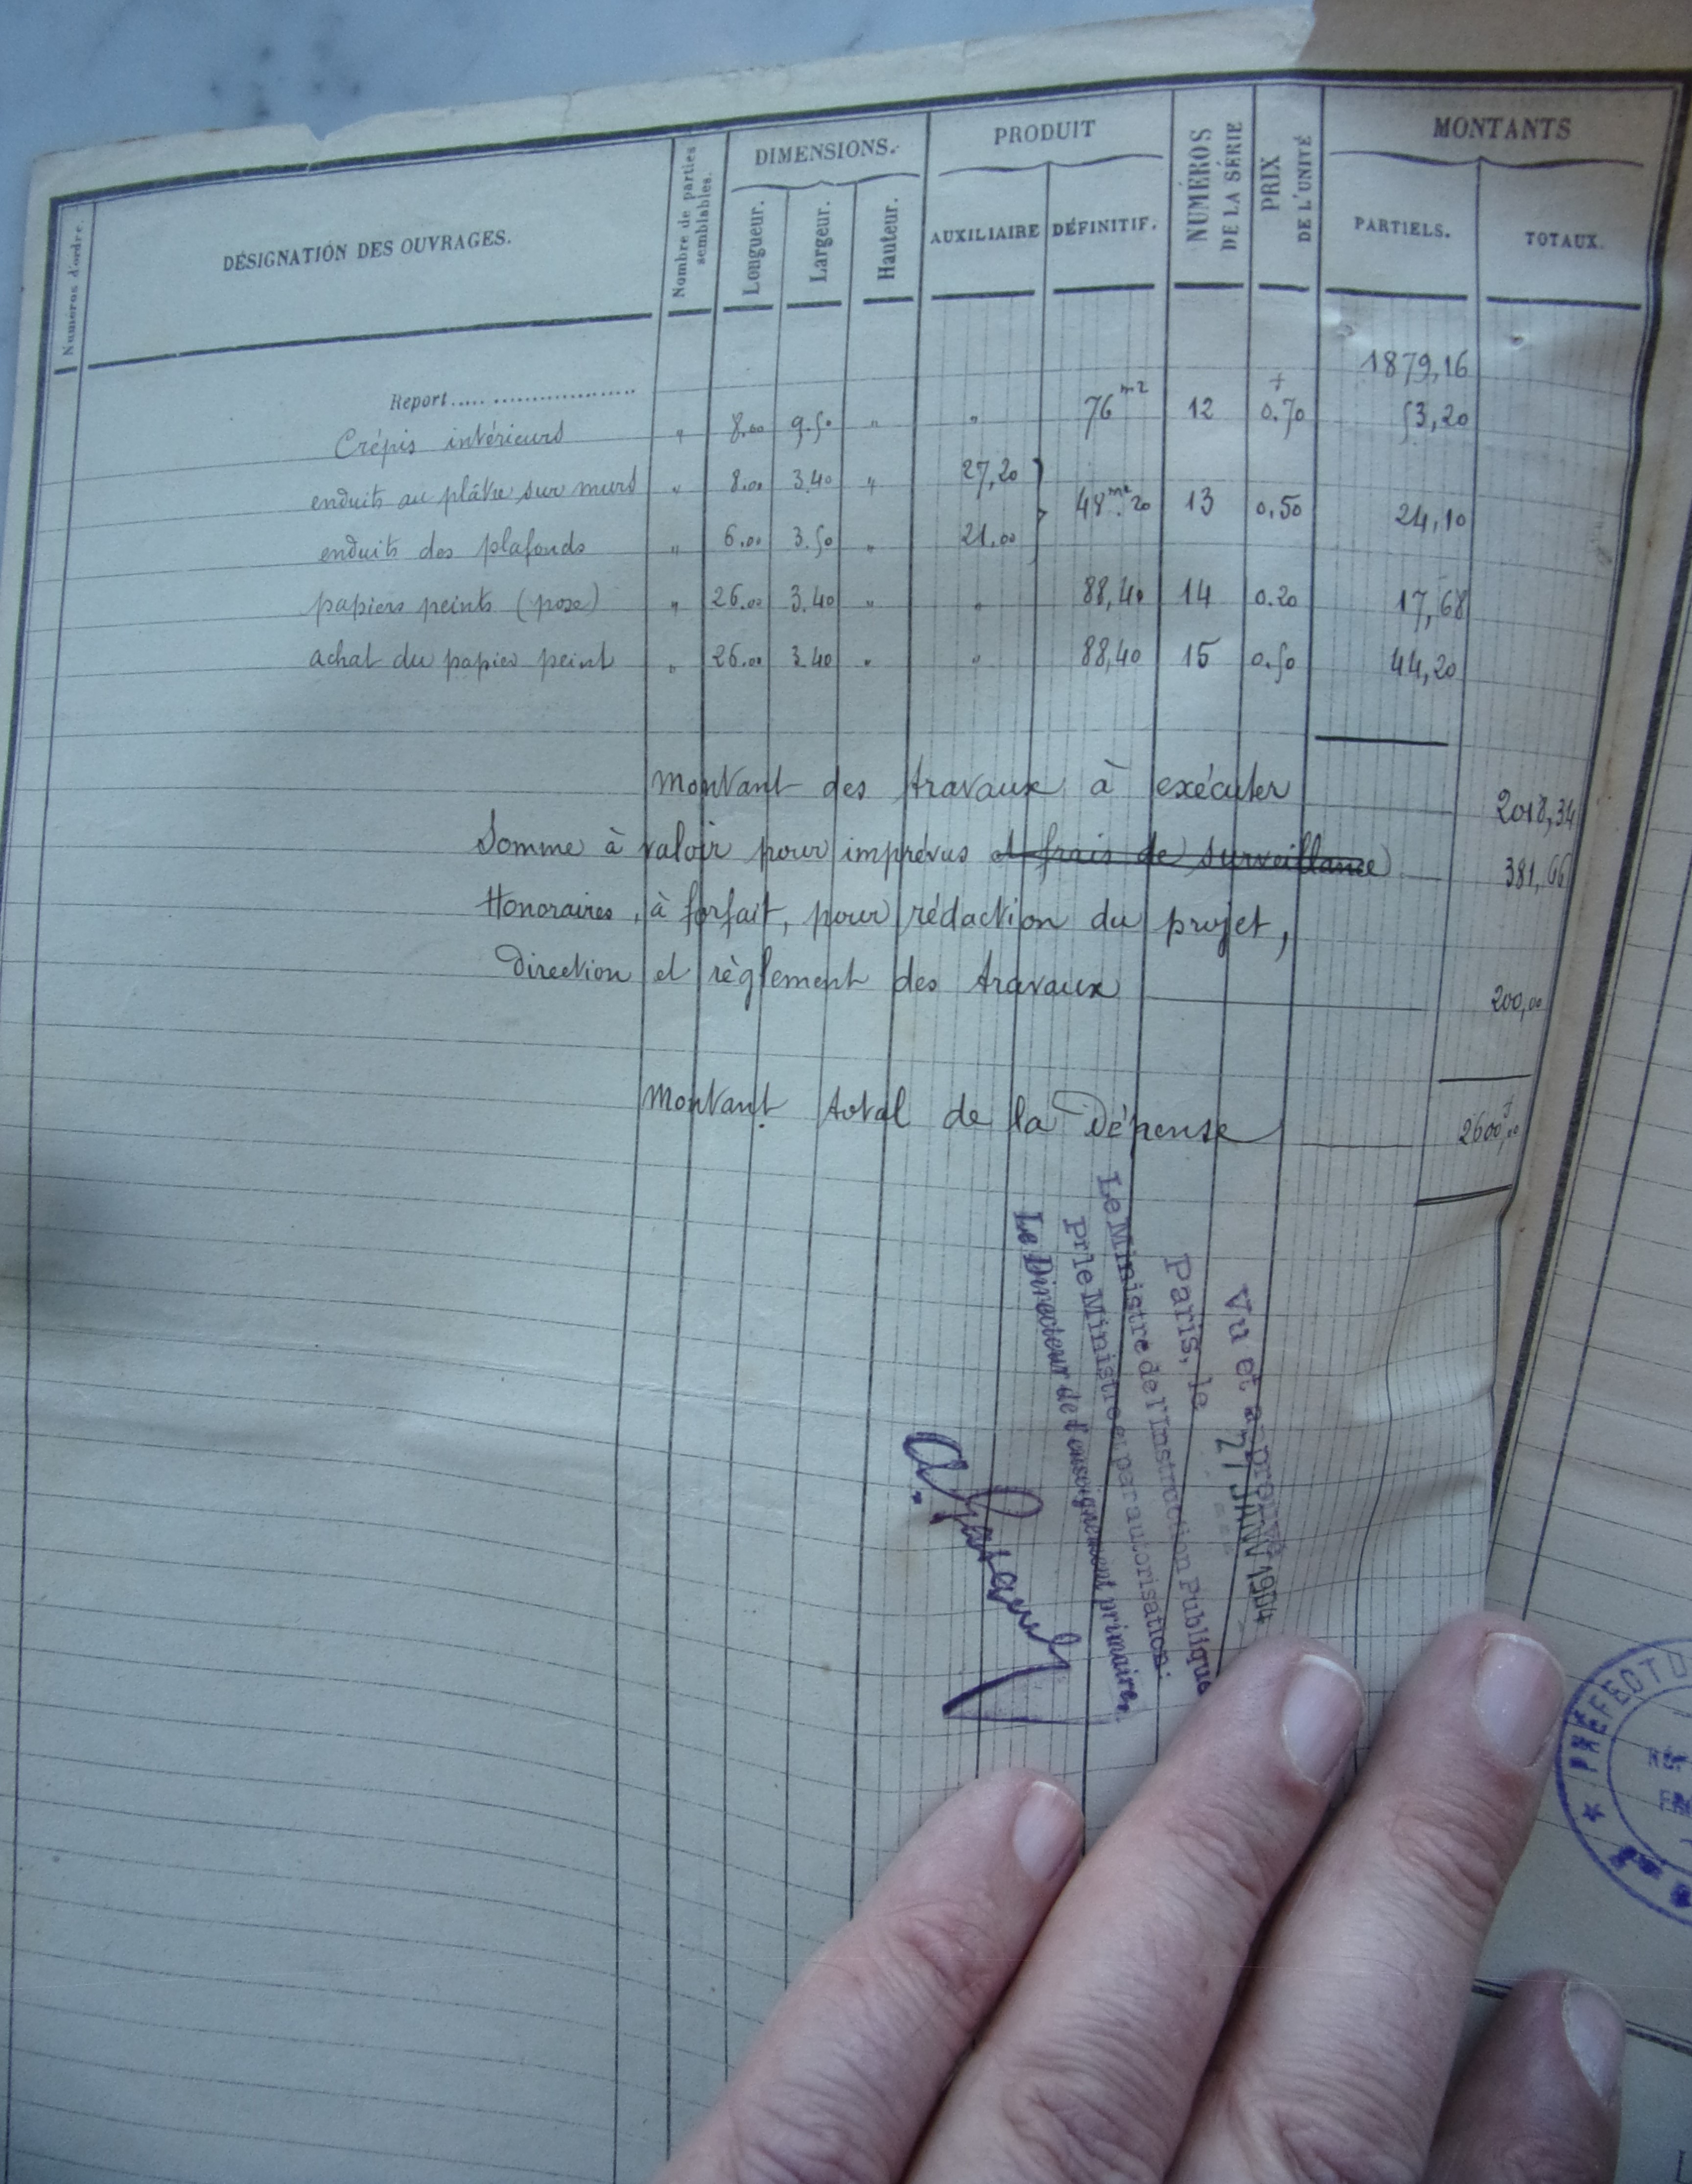 Numéros d'ordre.
DÉSIGNATION DES OUVRAGES.
Nombre de parties
semblables.
DIMENSIONS.
Longueur.
Largeur.
Hauteur.
PRODUIT
AUXILIAIRE
DÉFINITIF.
NUMÉROS
DE LA SÉRIE
PRIX
DE L'UNITÉ
MONTANTS
PARTIELS.
TOTAUX.
Report........................ 1879,16
Crépis intérieurs " 8.00 9.50 " " 76 m2 12 0.70 53,20
enduits au plâtre sur murs " 8.00 3.40 " 27,20
48 m2. 20 13 0.50 24,10
enduits des plafonds " 6.00 3.50 " 21.00
papiers peints (pose) " 26.00 3.40 " " 88,40 14 0.20 17,68
achat du papier peint " 26.00 3.40 " " 88,40 15 0.50 44,20
Montant des travaux à exécuter 2018,34
Somme à valoir pour imprévus et frais de surveillance 381,66
Honoraires, à forfait, pour rédaction du projet,
Direction et règlement des travaux 200,00
Montant total de la Dépense 2600f,00
Vu et approuvé
Paris, le 27 JANV 1904
Le Ministre de l'Instruction Publique
Pr le Ministre et par autorisation:
Le Directeur de l'enseignement primaire,
PRÉFECTU